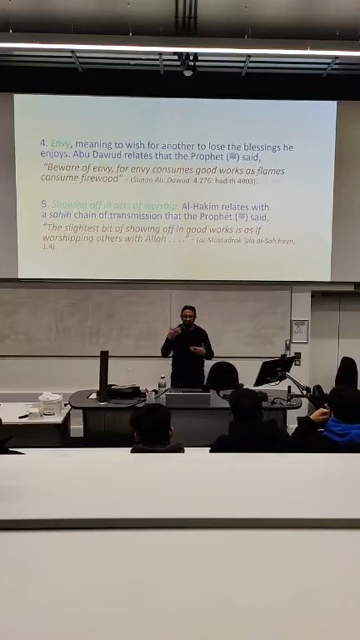 4. Envy, meaning to wish for another to lose the blessings he
enjoys. Abu Dawud relates that the Prophet (ﷺ) said,
"Beware of envy, for envy consumes good works as flames
consume firewood" - (Sunan Abi Dawud. 4.276: hadith 4903).
5. Showing off in acts of worship. Al-Hakim relates with
a sahih chain of transmission that the Prophet (ﷺ) said,
"The slightest bit of showing off in good works is as if
worshipping others with Allah . . . ." - (al-Mustadrak 'ala al-Sahihayn,
1.4).